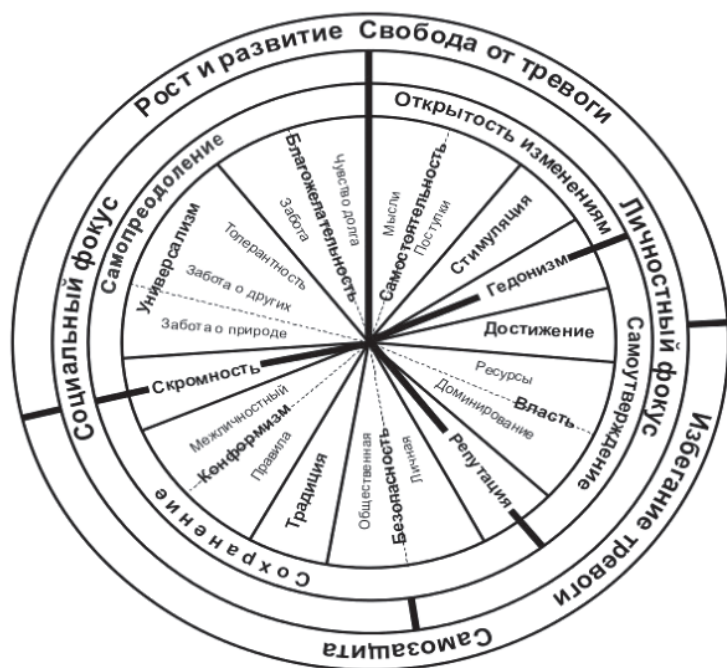 Рост и развитие
Свобода от тревоги
Избегание тревоги
Самозащита
Социальный фокус
Личностный фокус
Самопреодоление
Открытость изменениям
Самоутверждение
Сохранение
Благожелательность
Чувство долга
Забота
Универсализм
Толерантность
Забота о других
Забота о природе
Скромность
Межличностный
Конформизм
Правила
Традиция
Общественная
Безопасность
Личная
Репутация
Доминирование
Власть
Ресурсы
Достижение
Гедонизм
Стимуляция
Поступки
Самостоятельность
Мысли